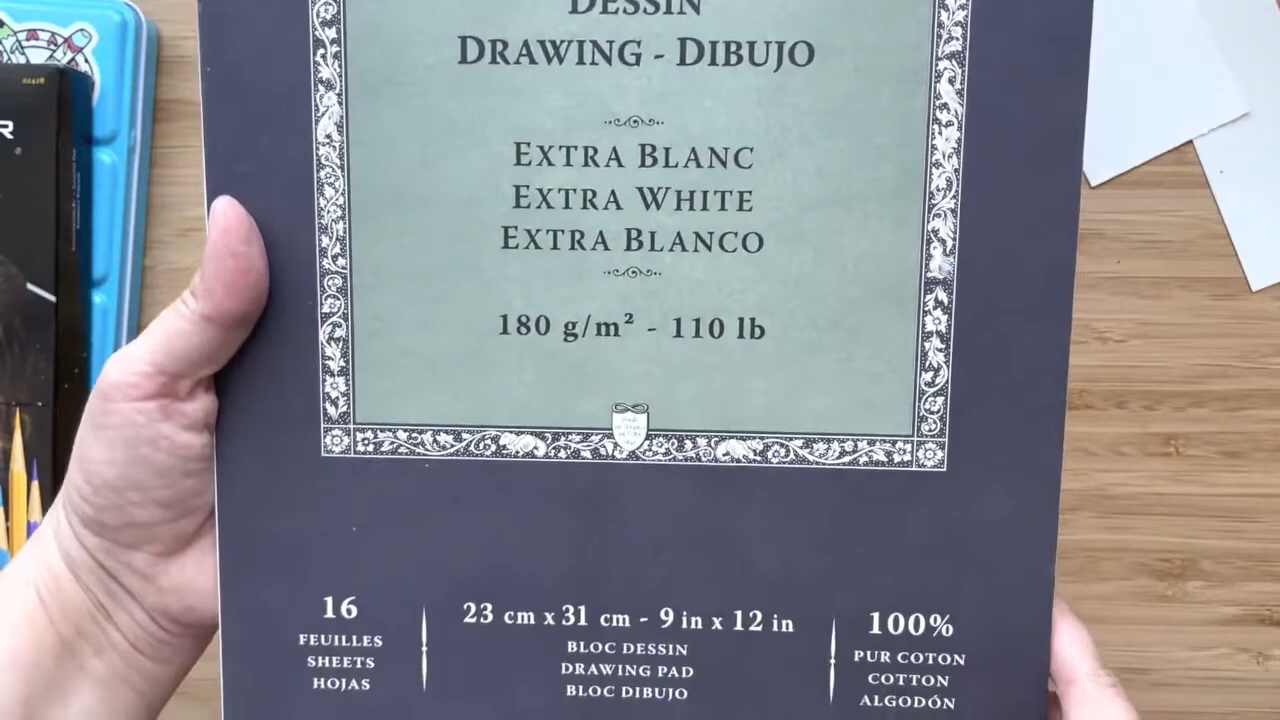 DESSIN
DRAWING - DIBUJO
EXTRA BLANC
EXTRA WHITE
EXTRA BLANCO
180 g/m² - 110 lb
16
FEUILLES
SHEETS
HOJAS
23 cm x 31 cm - 9 in x 12 in
BLOC DESSIN
DRAWING PAD
BLOC DIBUJO
100%
PUR COTON
COTTON
ALGODÓN